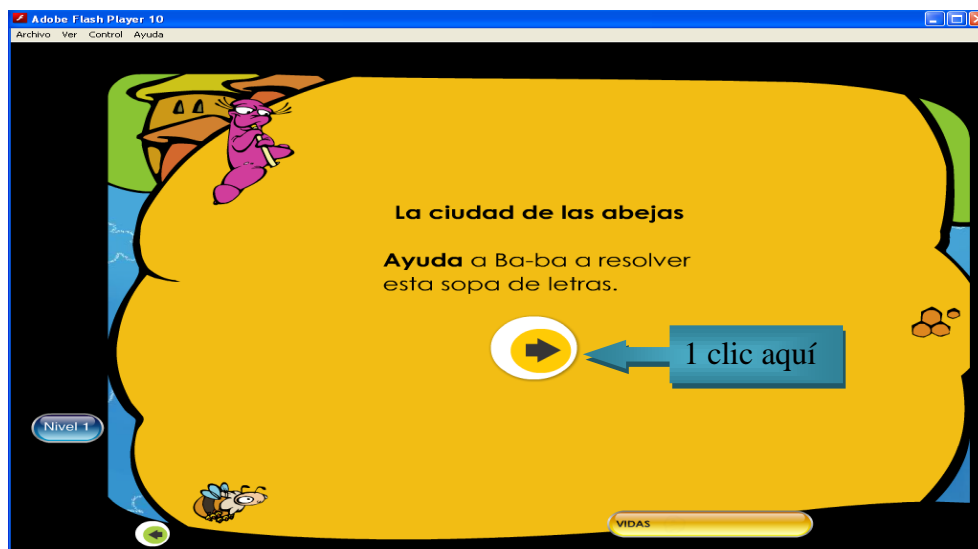 Adobe Flash Player 10
Archivo Ver Control Ayuda
La ciudad de las abejas
Ayuda a Ba-ba a resolver
esta sopa de letras.
1 clic aquí
Nivel 1
VIDAS